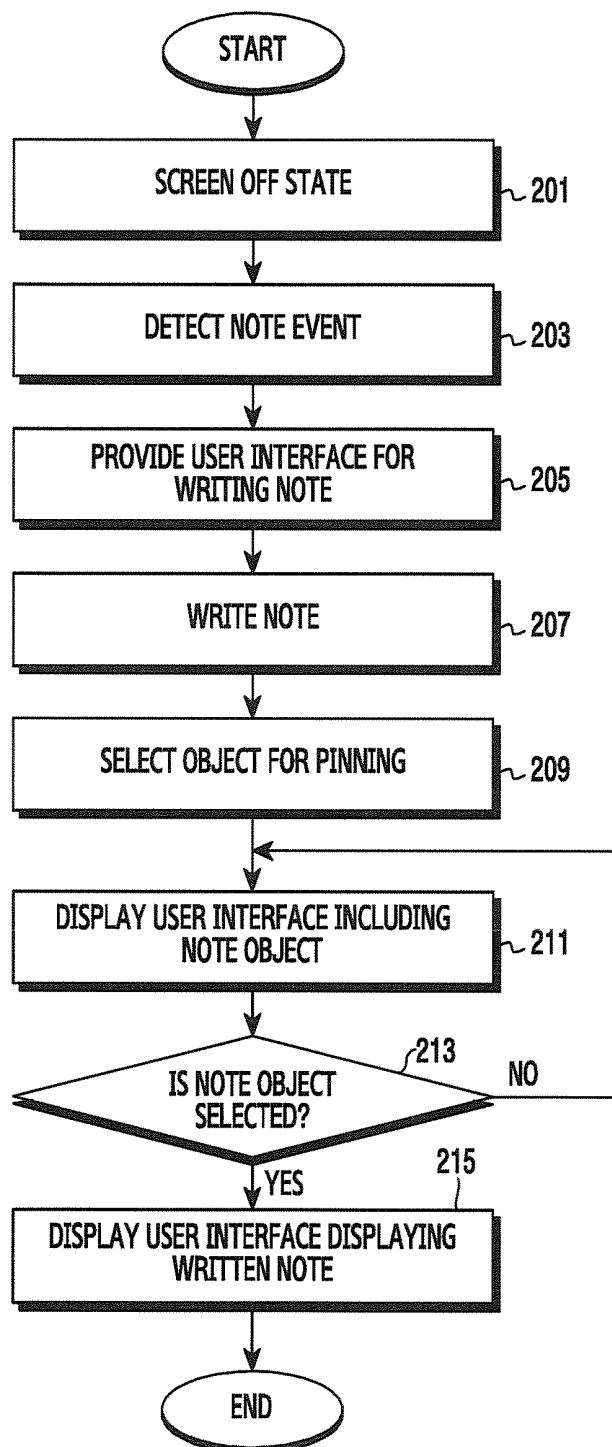 START
SCREEN OFF STATE
201
DETECT NOTE EVENT
203
PROVIDE USER INTERFACE FOR
WRITING NOTE
205
WRITE NOTE
207
SELECT OBJECT FOR PINNING
209
DISPLAY USER INTERFACE INCLUDING
NOTE OBJECT
211
213
IS NOTE OBJECT
SELECTED?
NO
YES
215
DISPLAY USER INTERFACE DISPLAYING
WRITTEN NOTE
END